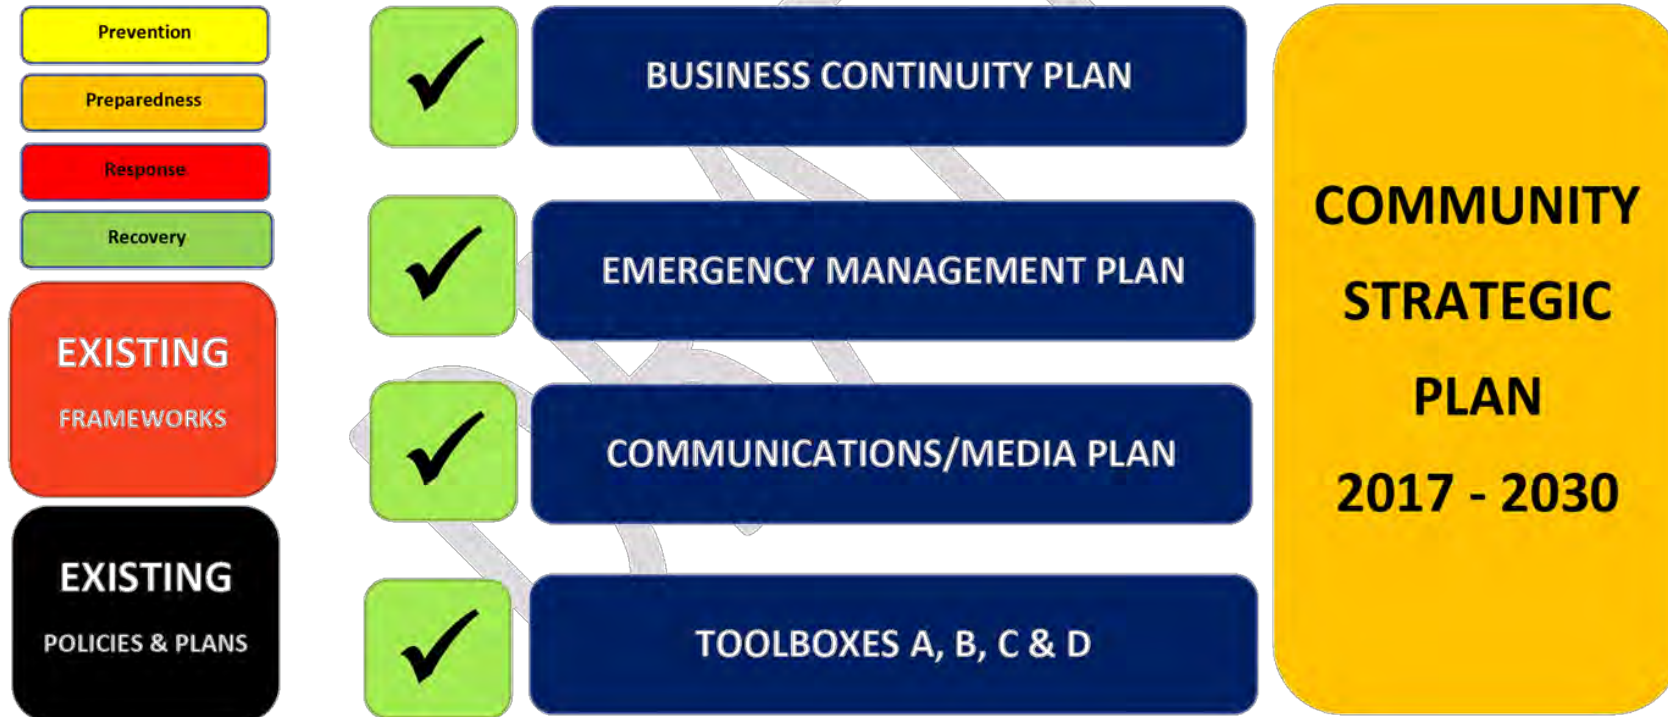 Prevention
Preparedness
Response
Recovery
EXISTING
FRAMEWORKS
EXISTING
POLICIES & PLANS
BUSINESS CONTINUITY PLAN
EMERGENCY MANAGEMENT PLAN
COMMUNICATIONS/MEDIA PLAN
TOOLBOXES A, B, C & D
COMMUNITY
STRATEGIC
PLAN
2017 - 2030